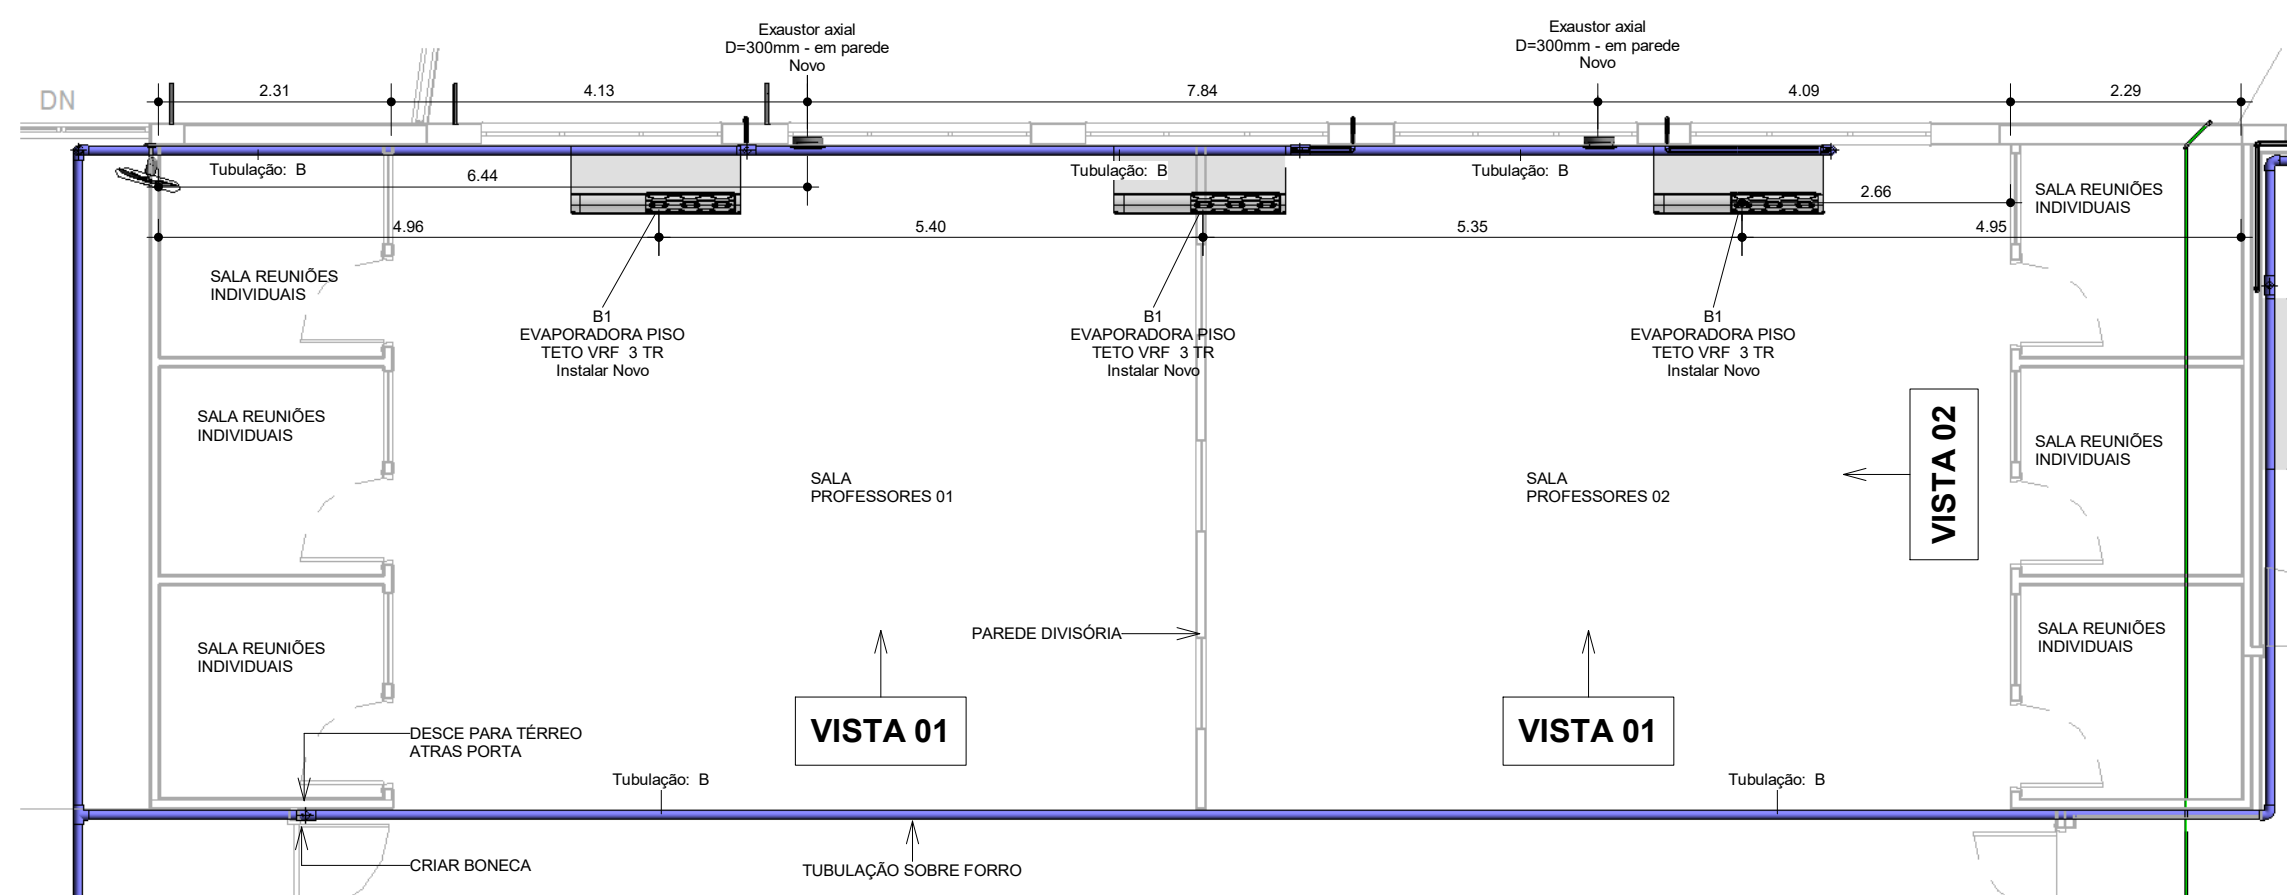 Exaustor axial
D=300mm - em parede
Novo
Exaustor axial
D=300mm - em parede
Novo
DN
2.31
4.13
7.84
4.09
2.29
Tubulação: B
6.44
Tubulação: B
Tubulação: B
2.66
SALA REUNIÕES
INDIVIDUAIS
4.96
5.40
5.35
4.95
SALA REUNIÕES
INDIVIDUAIS
B1
EVAPORADORA PISO
TETO VRF 3 TR
Instalar Novo
B1
EVAPORADORA PISO
TETO VRF 3 TR
Instalar Novo
B1
EVAPORADORA PISO
TETO VRF 3 TR
Instalar Novo
SALA REUNIÕES
INDIVIDUAIS
SALA
PROFESSORES 01
SALA
PROFESSORES 02
VISTA 02
SALA REUNIÕES
INDIVIDUAIS
SALA REUNIÕES
INDIVIDUAIS
PAREDE DIVISÓRIA
SALA REUNIÕES
INDIVIDUAIS
DESCE PARA TÉRREO
ATRAS PORTA
VISTA 01
VISTA 01
Tubulação: B
Tubulação: B
CRIAR BONECA
TUBULAÇÃO SOBRE FORRO